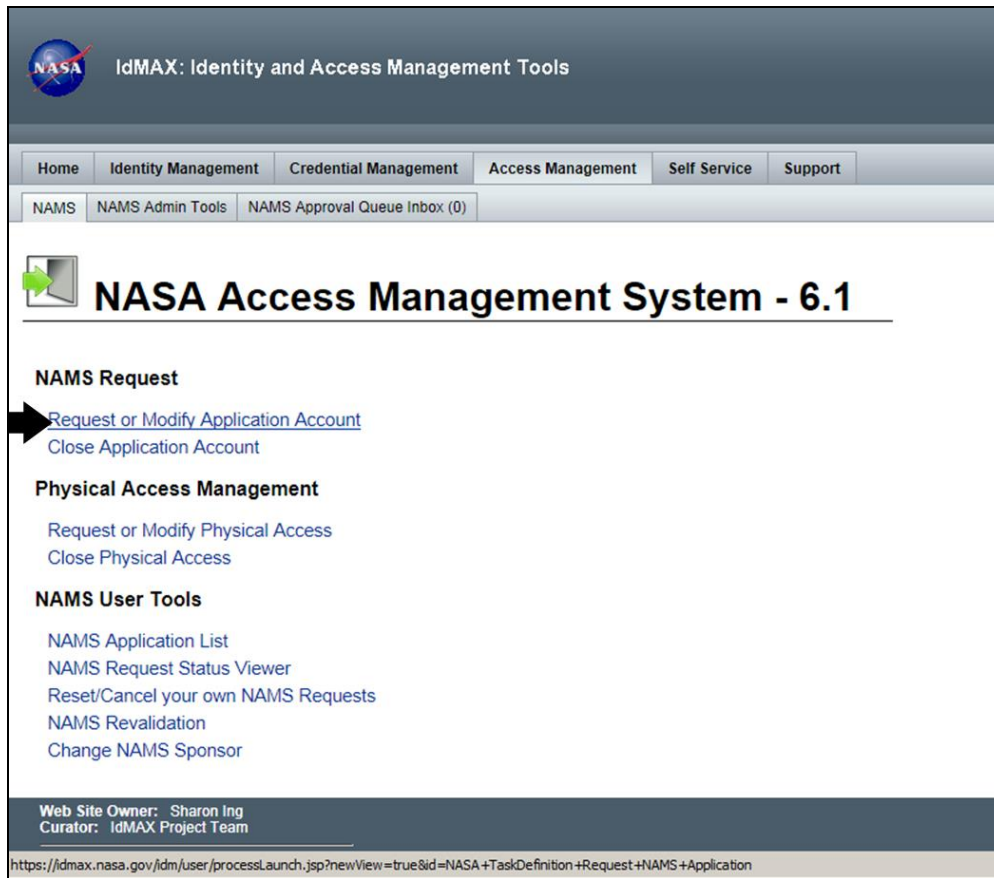 NASA
IdMAX: Identity and Access Management Tools
Home Identity Management Credential Management Access Management Self Service Support
NAMS NAMS Admin Tools NAMS Approval Queue Inbox (0)
NASA Access Management System - 6.1
NAMS Request
Request or Modify Application Account
Close Application Account
Physical Access Management
Request or Modify Physical Access
Close Physical Access
NAMS User Tools
NAMS Application List
NAMS Request Status Viewer
Reset/Cancel your own NAMS Requests
NAMS Revalidation
Change NAMS Sponsor
Web Site Owner: Sharon Ing
Curator: IdMAX Project Team
https://idmax.nasa.gov/idm/user/processLaunch.jsp?newView=true&id=NASA+TaskDefinition+Request+NAMS+Application